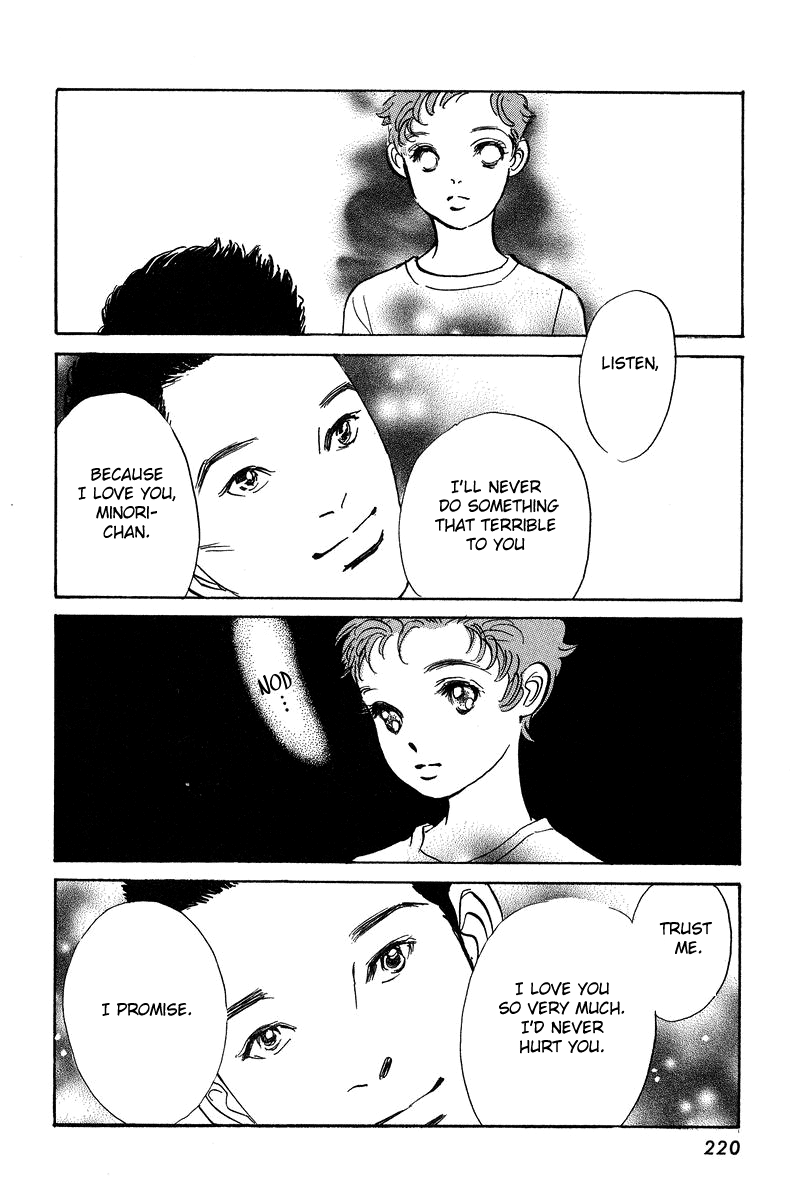 LISTEN,
I'LL NEVER
DO SOMETHING
THAT TERRIBLE
TO YOU
BECAUSE
I LOVE YOU,
MINORI-
CHAN.
NOD
...
TRUST
ME.
I LOVE YOU
SO VERY MUCH.
I'D NEVER
HURT YOU.
I PROMISE.
220